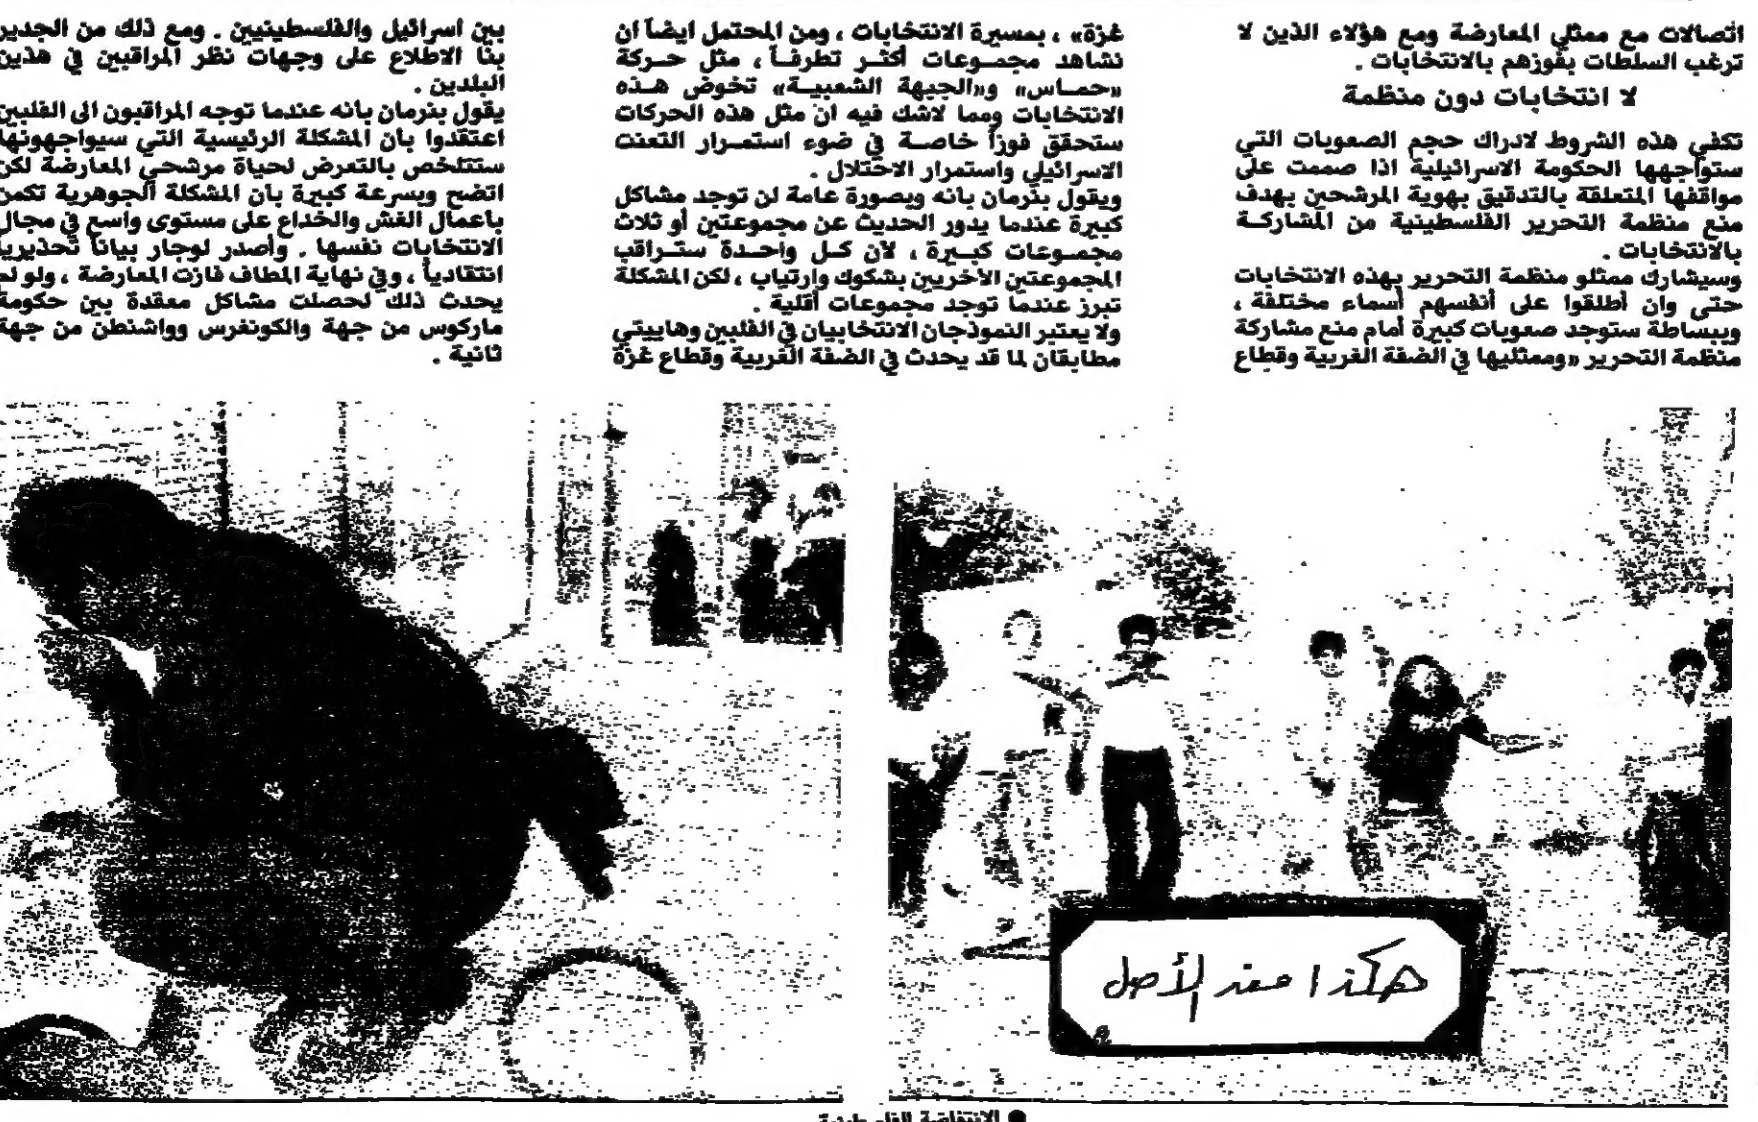 اتصالات مع ممثلي المعارضة ومع هؤلاء الذين لا
ترغب السلطات بفوزهم بالانتخابات .
لا انتخابات دون منظمة
تكفي هذه الشروط لادراك حجم الصعوبات التي
ستواجهها الحكومة الاسرائيلية اذا صممت على
مواقفها المتعلقة بالتدقيق بهوية المرشحين بهدف
منع منظمة التحرير الفلسطينية من المشاركة
بالانتخابات .
وسيشارك ممثلو منظمة التحرير بهذه الانتخابات
حتى وان أطلقوا على أنفسهم أسماء مختلفة ،
وببساطة ستوجد صعوبات كبيرة أمام منع مشاركة
منظمة التحرير «وممثليها في الضفة الغربية وقطاع
غزة» ، بمسيرة الانتخابات ، ومن المحتمل ايضاً ان
نشاهد مجموعات أكثر تطرفاً ، مثل حركة
«حماس» و«الجبهة الشعبية» تخوض هذه
الانتخابات ومما لاشك فيه ان مثل هذه الحركات
ستحقق فوزاً خاصة في ضوء استمرار التعنت
الاسرائيلي واستمرار الاحتلال .
ويقول بنرمان بانه وبصورة عامة لن توجد مشاكل
كبيرة عندما يدور الحديث عن مجموعتين أو ثلاث
مجموعات كبيرة ، لان كل واحدة ستراقب
المجموعتين الأخريين بشكوك وارتياب ، لكن المشكلة
تبرز عندما توجد مجموعات أقلية .
ولا يعتبر النموذجان الانتخابيان في الفلبين وهاييتي
مطابقان لما قد يحدث في الضفة الغربية وقطاع غزة
بين اسرائيل والفلسطينيين . ومع ذلك من الجدير
بنا الاطلاع على وجهات نظر المراقبين في هذين
البلدين .
يقول بنرمان بانه عندما توجه المراقبون الى الفلبين
اعتقدوا بان المشكلة الرئيسية التي سيواجهونها
ستتلخص بالتعرض لحياة مرشحي المعارضة لكن
اتضح وبسرعة كبيرة بان المشكلة الجوهرية تكمن
باعمال الغش والخداع على مستوى واسع في مجال
الانتخابات نفسها . وأصدر لوجار بياناً تحذيرياً
انتقادياً ، وفي نهاية المطاف فازت المعارضة ، ولو لم
يحدث ذلك لحصلت مشاكل معقدة بين حكومة
ماركوس من جهة والكونغرس وواشنطن من جهة
ثانية .
هكذا من الأصل
● الانتفاضة الفلسطينية